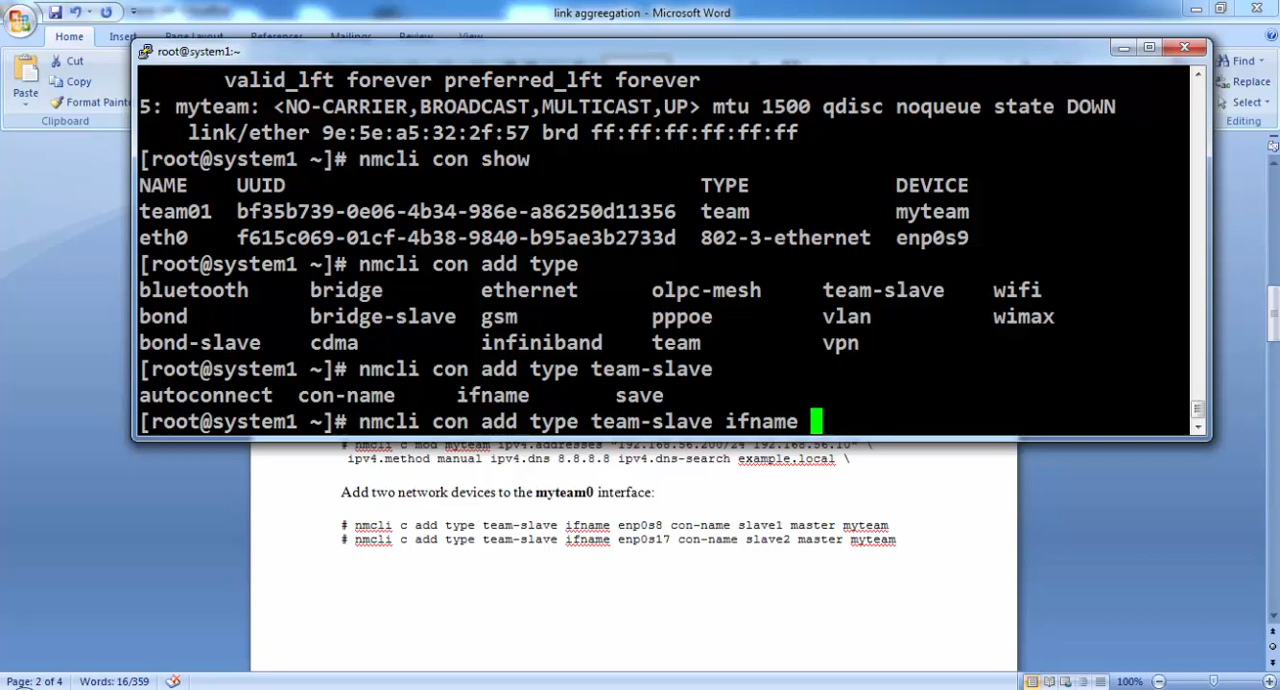 link aggreegation - Microsoft Word
Home Insert Page Layout References Mailings Review View
Cut
Copy
Format Painte
Paste
Clipboard
Find
Replace
Select
Editing
root@system1:~
valid_lft forever preferred_lft forever
5: myteam: <NO-CARRIER,BROADCAST,MULTICAST,UP> mtu 1500 qdisc noqueue state DOWN
link/ether 9e:5e:a5:32:2f:57 brd ff:ff:ff:ff:ff:ff
[root@system1 ~]# nmcli con show
NAME UUID TYPE DEVICE
team01 bf35b739-0e06-4b34-986e-a86250d11356 team myteam
eth0 f615c069-01cf-4b38-9840-b95ae3b2733d 802-3-ethernet enp0s9
[root@system1 ~]# nmcli con add type
bluetooth bridge ethernet olpc-mesh team-slave wifi
bond bridge-slave gsm pppoe vlan wimax
bond-slave cdma infiniband team vpn
[root@system1 ~]# nmcli con add type team-slave
autoconnect con-name ifname save
[root@system1 ~]# nmcli con add type team-slave ifname
# nmcli c mod myteam ipv4.addresses "192.168.56.200/24 192.168.56.10" \
ipv4.method manual ipv4.dns 8.8.8.8 ipv4.dns-search example.local \
Add two network devices to the myteam0 interface:
# nmcli c add type team-slave ifname enp0s8 con-name slave1 master myteam
# nmcli c add type team-slave ifname enp0s17 con-name slave2 master myteam
Page: 2 of 4 Words: 16/359 100%